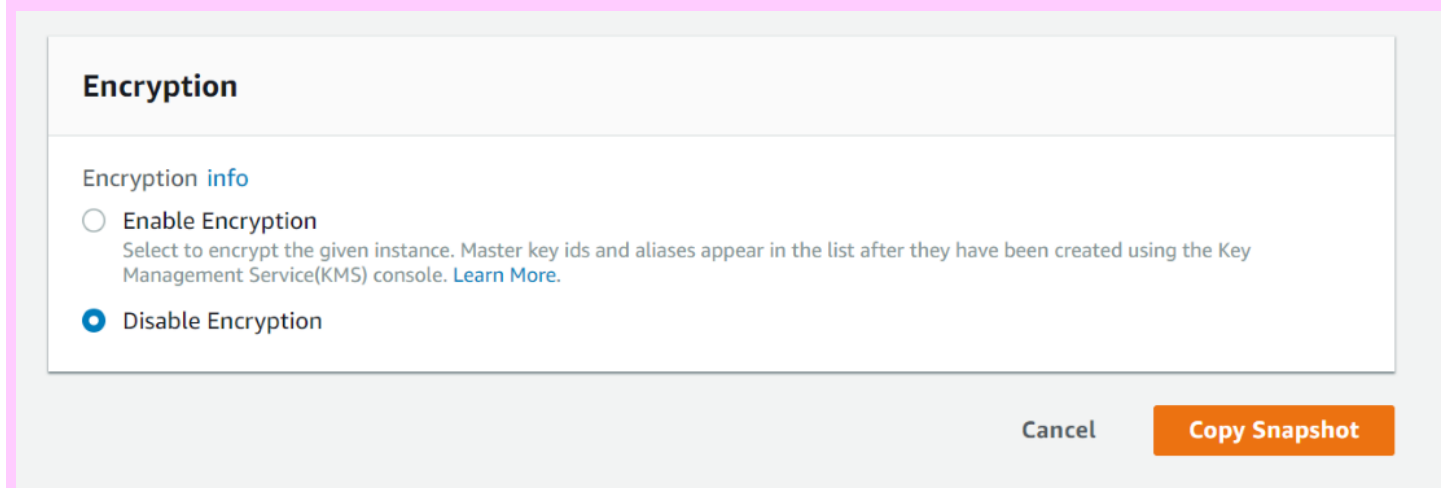 Encryption
Encryption info
Enable Encryption
Select to encrypt the given instance. Master key ids and aliases appear in the list after they have been created using the Key
Management Service(KMS) console. Learn More.
Disable Encryption
Cancel
Copy Snapshot